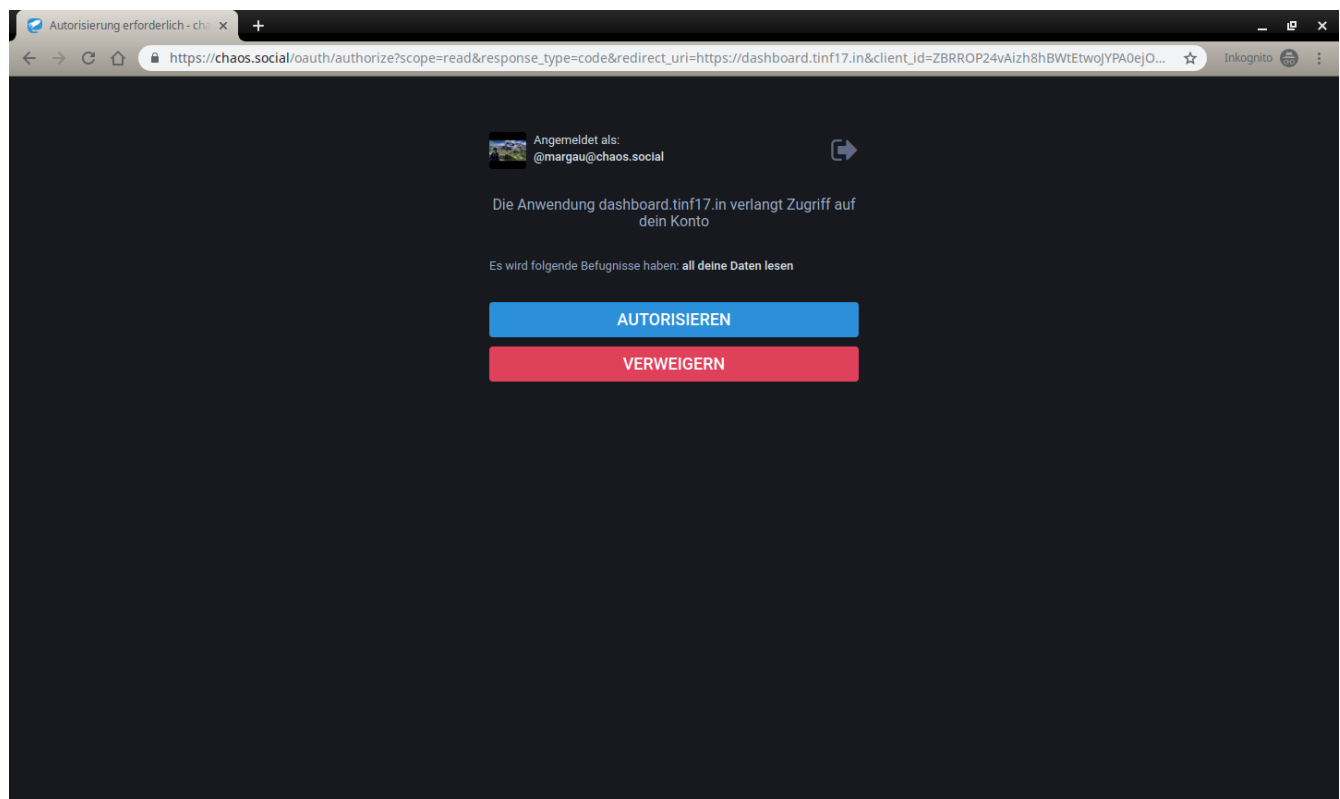 Autorisierung erforderlich - cha
https://chaos.social/oauth/authorize?scope=read&response_type=code&redirect_uri=https://dashboard.tinf17.in&client_id=ZBRROP24vAizh8hBWtEtwoJYPA0ejO...
Inkognito
Angemeldet als:
@margau@chaos.social
Die Anwendung dashboard.tinf17.in verlangt Zugriff auf
dein Konto
Es wird folgende Befugnisse haben: all deine Daten lesen
AUTORISIEREN
VERWEIGERN